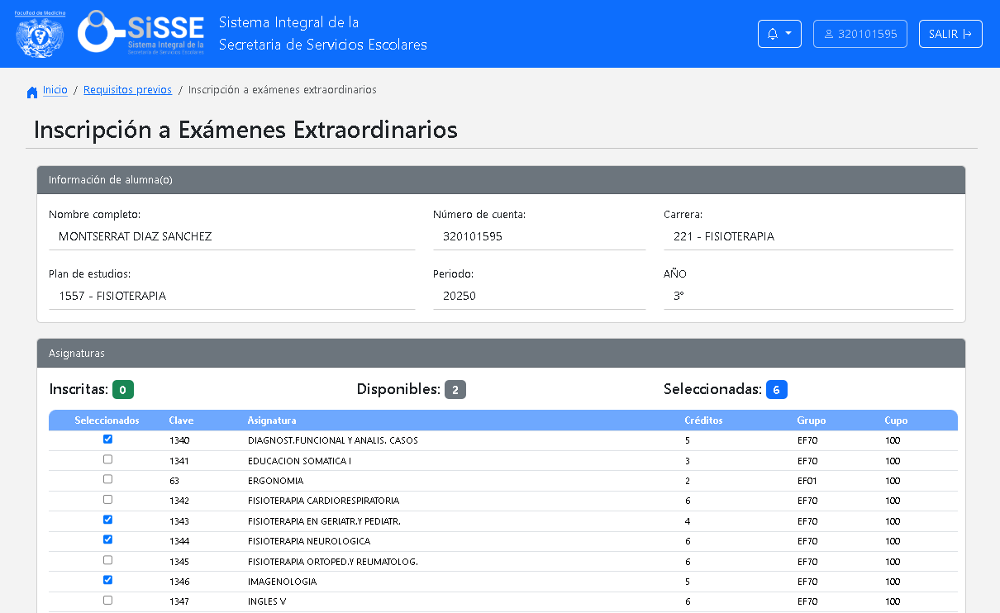 Facultad de Medicina
SiSSE
Sistema Integral de la
Secretaría de Servicios Escolares
Sistema Integral de la
Secretaria de Servicios Escolares
320101595
SALIR
Inicio / Requisitos previos / Inscripción a exámenes extraordinarios
Inscripción a Exámenes Extraordinarios
Información de alumna(o)
Nombre completo: Número de cuenta: Carrera:
MONTSERRAT DIAZ SANCHEZ 320101595 221 - FISIOTERAPIA
Plan de estudios: Periodo: AÑO
1557 - FISIOTERAPIA 20250 3°
Asignaturas
Inscritas: 0 Disponibles: 2 Seleccionadas: 6
Seleccionados Clave Asignatura Créditos Grupo Cupo
1340 DIAGNOST.FUNCIONAL Y ANALIS. CASOS 5 EF70 100
1341 EDUCACION SOMATICA I 3 EF70 100
63 ERGONOMIA 2 EF01 100
1342 FISIOTERAPIA CARDIORESPIRATORIA 6 EF70 100
1343 FISIOTERAPIA EN GERIATR.Y PEDIATR. 4 EF70 100
1344 FISIOTERAPIA NEUROLOGICA 6 EF70 100
1345 FISIOTERAPIA ORTOPED.Y REUMATOLOG. 6 EF70 100
1346 IMAGENOLOGIA 5 EF70 100
1347 INGLES V 6 EF70 100